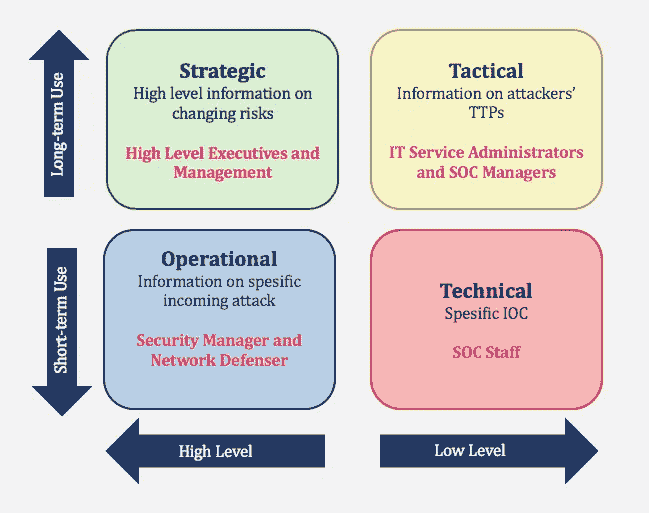 Long-term Use
Strategic
High level information on
changing risks
High Level Executives and
Management
Tactical
Information on attackers'
TTPs
IT Service Administrators
and SOC Managers
Short-term Use
Operational
Information on spesific
incoming attack
Security Manager and
Network Defenser
Technical
Spesific IOC
SOC Staff
High Level
Low Level